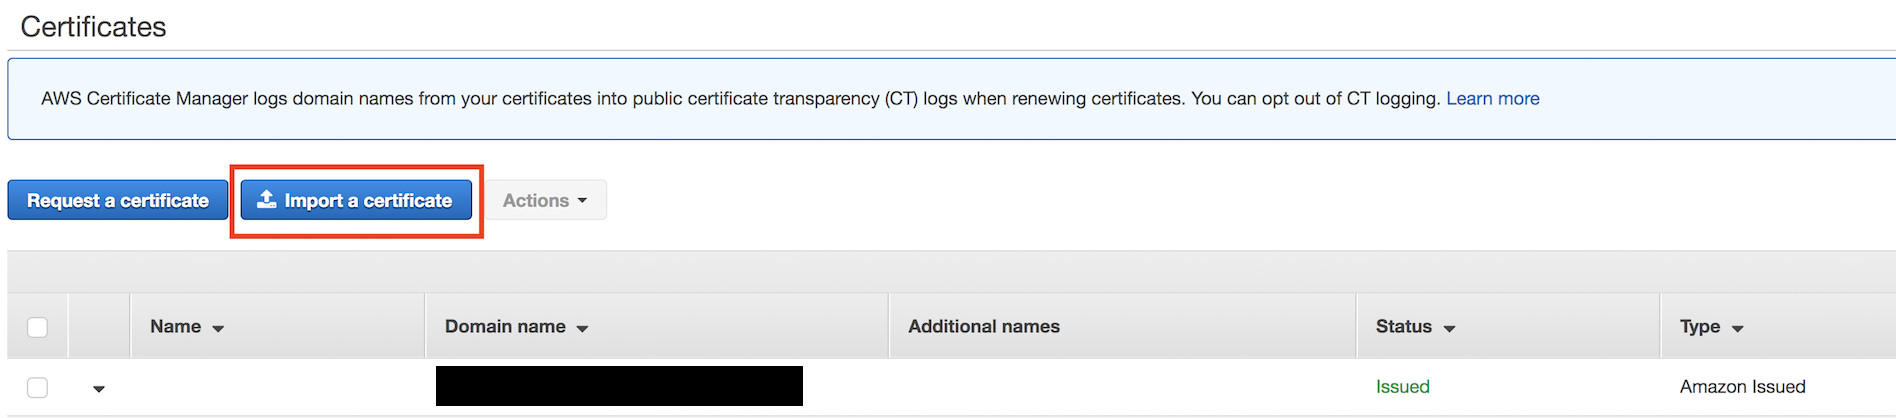 Certificates
AWS Certificate Manager logs domain names from your certificates into public certificate transparency (CT) logs when renewing certificates. You can opt out of CT logging. Learn more
Request a certificate Import a certificate Actions
Name Domain name Additional names Status Type
Issued Amazon Issued